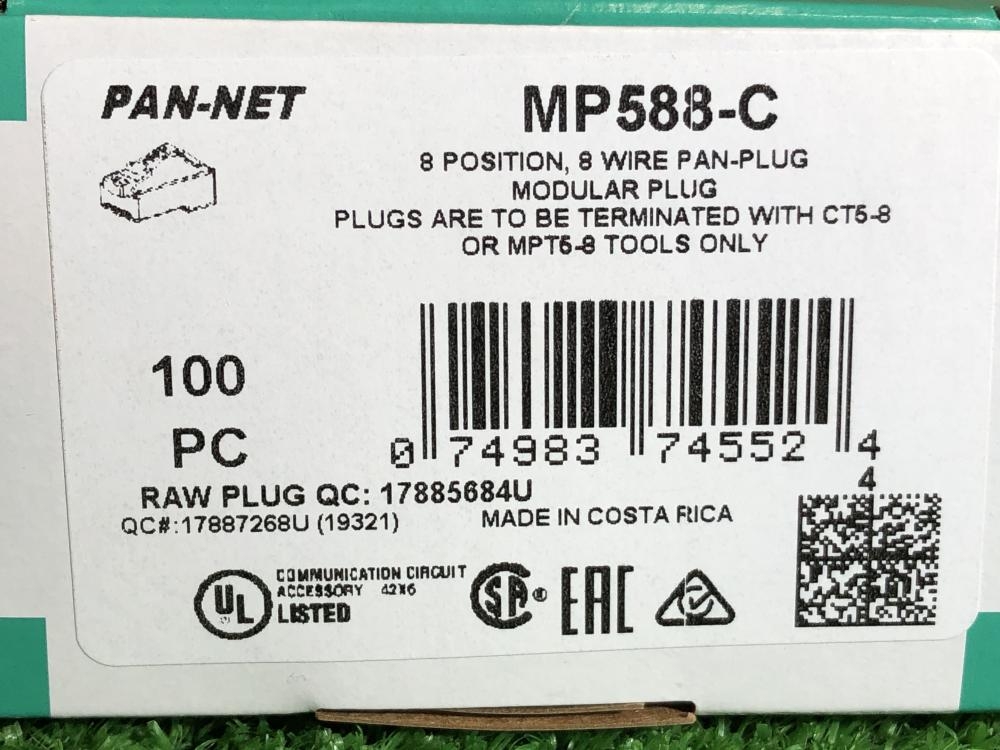 PAN-NET
MP588-C
8 POSITION, 8 WIRE PAN-PLUG
MODULAR PLUG
PLUGS ARE TO BE TERMINATED WITH CT5-8
OR MPT5-8 TOOLS ONLY
100
PC
0 74983 74552 4
4
RAW PLUG QC: 17885684U
QC#:17887268U (19321)
MADE IN COSTA RICA
UL
COMMUNICATION CIRCUIT
ACCESSORY 42X6
LISTED
SA
EAC